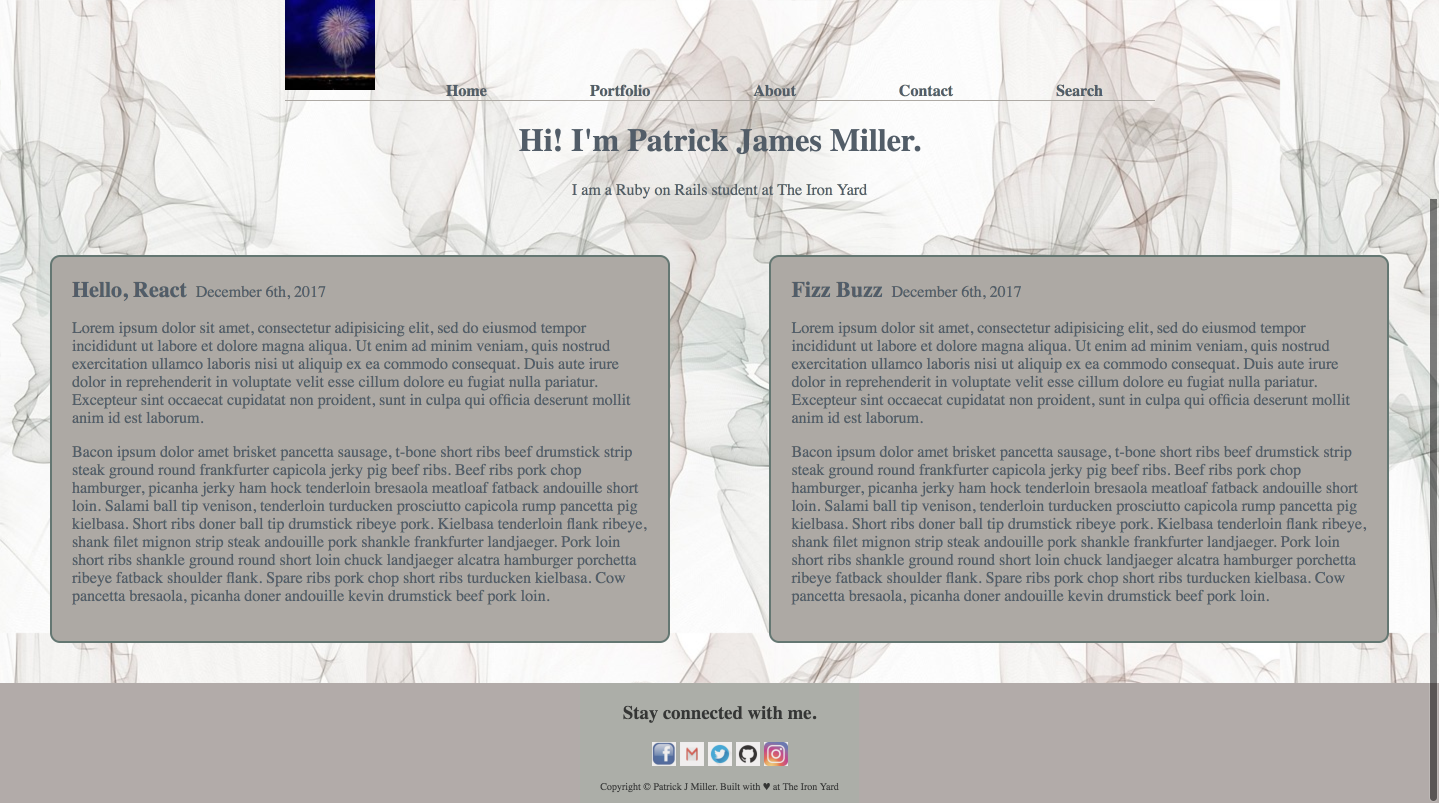 Home Portfolio About Contact Search
Hi! I'm Patrick James Miller.
I am a Ruby on Rails student at The Iron Yard
Hello, React December 6th, 2017
Lorem ipsum dolor sit amet, consectetur adipisicing elit, sed do eiusmod tempor
incididunt ut labore et dolore magna aliqua. Ut enim ad minim veniam, quis nostrud
exercitation ullamco laboris nisi ut aliquip ex ea commodo consequat. Duis aute irure
dolor in reprehenderit in voluptate velit esse cillum dolore eu fugiat nulla pariatur.
Excepteur sint occaecat cupidatat non proident, sunt in culpa qui officia deserunt mollit
anim id est laborum.
Bacon ipsum dolor amet brisket pancetta sausage, t-bone short ribs beef drumstick strip
steak ground round frankfurter capicola jerky pig beef ribs. Beef ribs pork chop
hamburger, picanha jerky ham hock tenderloin bresaola meatloaf fatback andouille short
loin. Salami ball tip venison, tenderloin turducken prosciutto capicola rump pancetta pig
kielbasa. Short ribs doner ball tip drumstick ribeye pork. Kielbasa tenderloin flank ribeye,
shank filet mignon strip steak andouille pork shankle frankfurter landjaeger. Pork loin
short ribs shankle ground round short loin chuck landjaeger alcatra hamburger porchetta
ribeye fatback shoulder flank. Spare ribs pork chop short ribs turducken kielbasa. Cow
pancetta bresaola, picanha doner andouille kevin drumstick beef pork loin.
Fizz Buzz December 6th, 2017
Lorem ipsum dolor sit amet, consectetur adipisicing elit, sed do eiusmod tempor
incididunt ut labore et dolore magna aliqua. Ut enim ad minim veniam, quis nostrud
exercitation ullamco laboris nisi ut aliquip ex ea commodo consequat. Duis aute irure
dolor in reprehenderit in voluptate velit esse cillum dolore eu fugiat nulla pariatur.
Excepteur sint occaecat cupidatat non proident, sunt in culpa qui officia deserunt mollit
anim id est laborum.
Bacon ipsum dolor amet brisket pancetta sausage, t-bone short ribs beef drumstick strip
steak ground round frankfurter capicola jerky pig beef ribs. Beef ribs pork chop
hamburger, picanha jerky ham hock tenderloin bresaola meatloaf fatback andouille short
loin. Salami ball tip venison, tenderloin turducken prosciutto capicola rump pancetta pig
kielbasa. Short ribs doner ball tip drumstick ribeye pork. Kielbasa tenderloin flank ribeye,
shank filet mignon strip steak andouille pork shankle frankfurter landjaeger. Pork loin
short ribs shankle ground round short loin chuck landjaeger alcatra hamburger porchetta
ribeye fatback shoulder flank. Spare ribs pork chop short ribs turducken kielbasa. Cow
pancetta bresaola, picanha doner andouille kevin drumstick beef pork loin.
Stay connected with me.
Copyright © Patrick J Miller. Built with ♥ at The Iron Yard